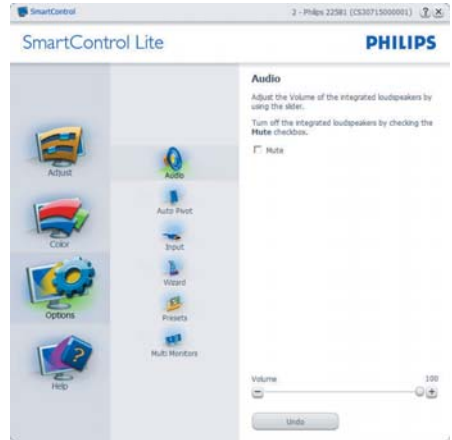 SmartControl
2 - Philips 225B1 (CS30715000001)
SmartControl Lite
PHILIPS
Audio
Adjust the Volume of the integrated loudspeakers by
using the slider.
Turn off the integrated loudspeakers by checking the
Mute checkbox.
Mute
Adjust
Color
Options
Help
Audio
Auto Pivot
Input
Wizard
Presets
Multi Monitors
Volume
100
Undo